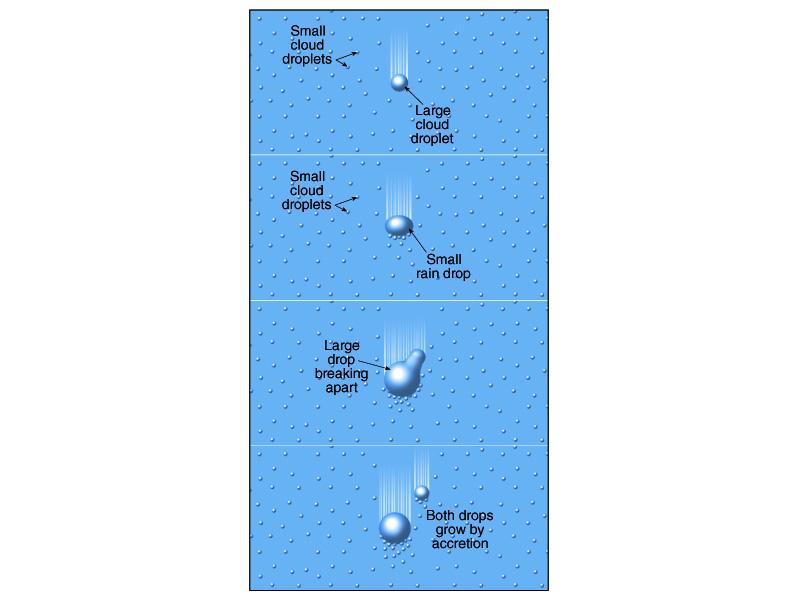 Small
cloud
droplets
Large
cloud
droplet
Small
cloud
droplets
Small
rain drop
Large
drop
breaking
apart
Both drops
grow by
accretion